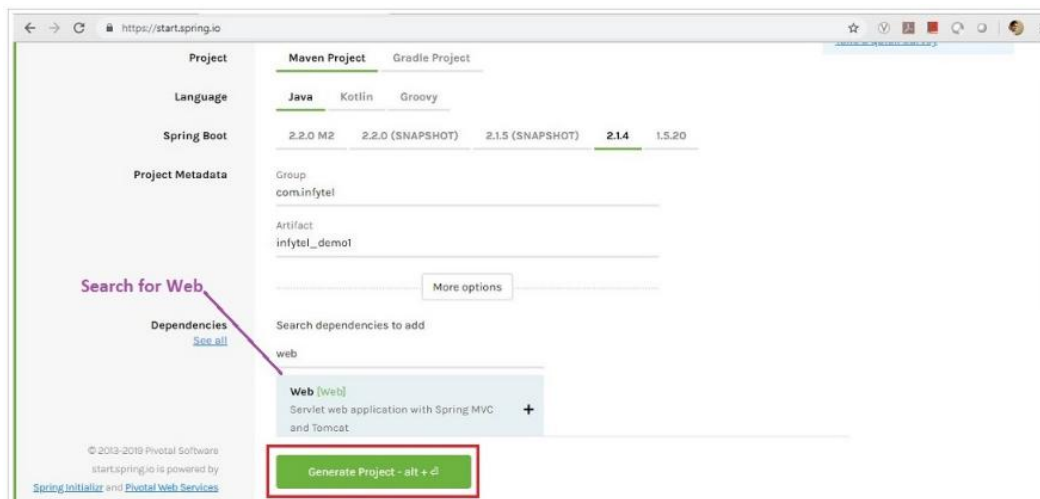 https://start.spring.io
Project
Maven Project Gradle Project
Language
Java Kotlin Groovy
Spring Boot
2.2.0 M2 2.2.0 (SNAPSHOT) 2.1.5 (SNAPSHOT) 2.1.4 1.5.20
Project Metadata
Group
com.infytel
Artifact
infytel_demo1
More options
Search for Web
Dependencies
See all
Search dependencies to add
web
Web [Web]
Servlet web application with Spring MVC
and Tomcat
+
© 2013-2019 Pivotal Software
start.spring.io is powered by
Spring Initializr and Pivotal Web Services
Generate Project - alt + ⏎